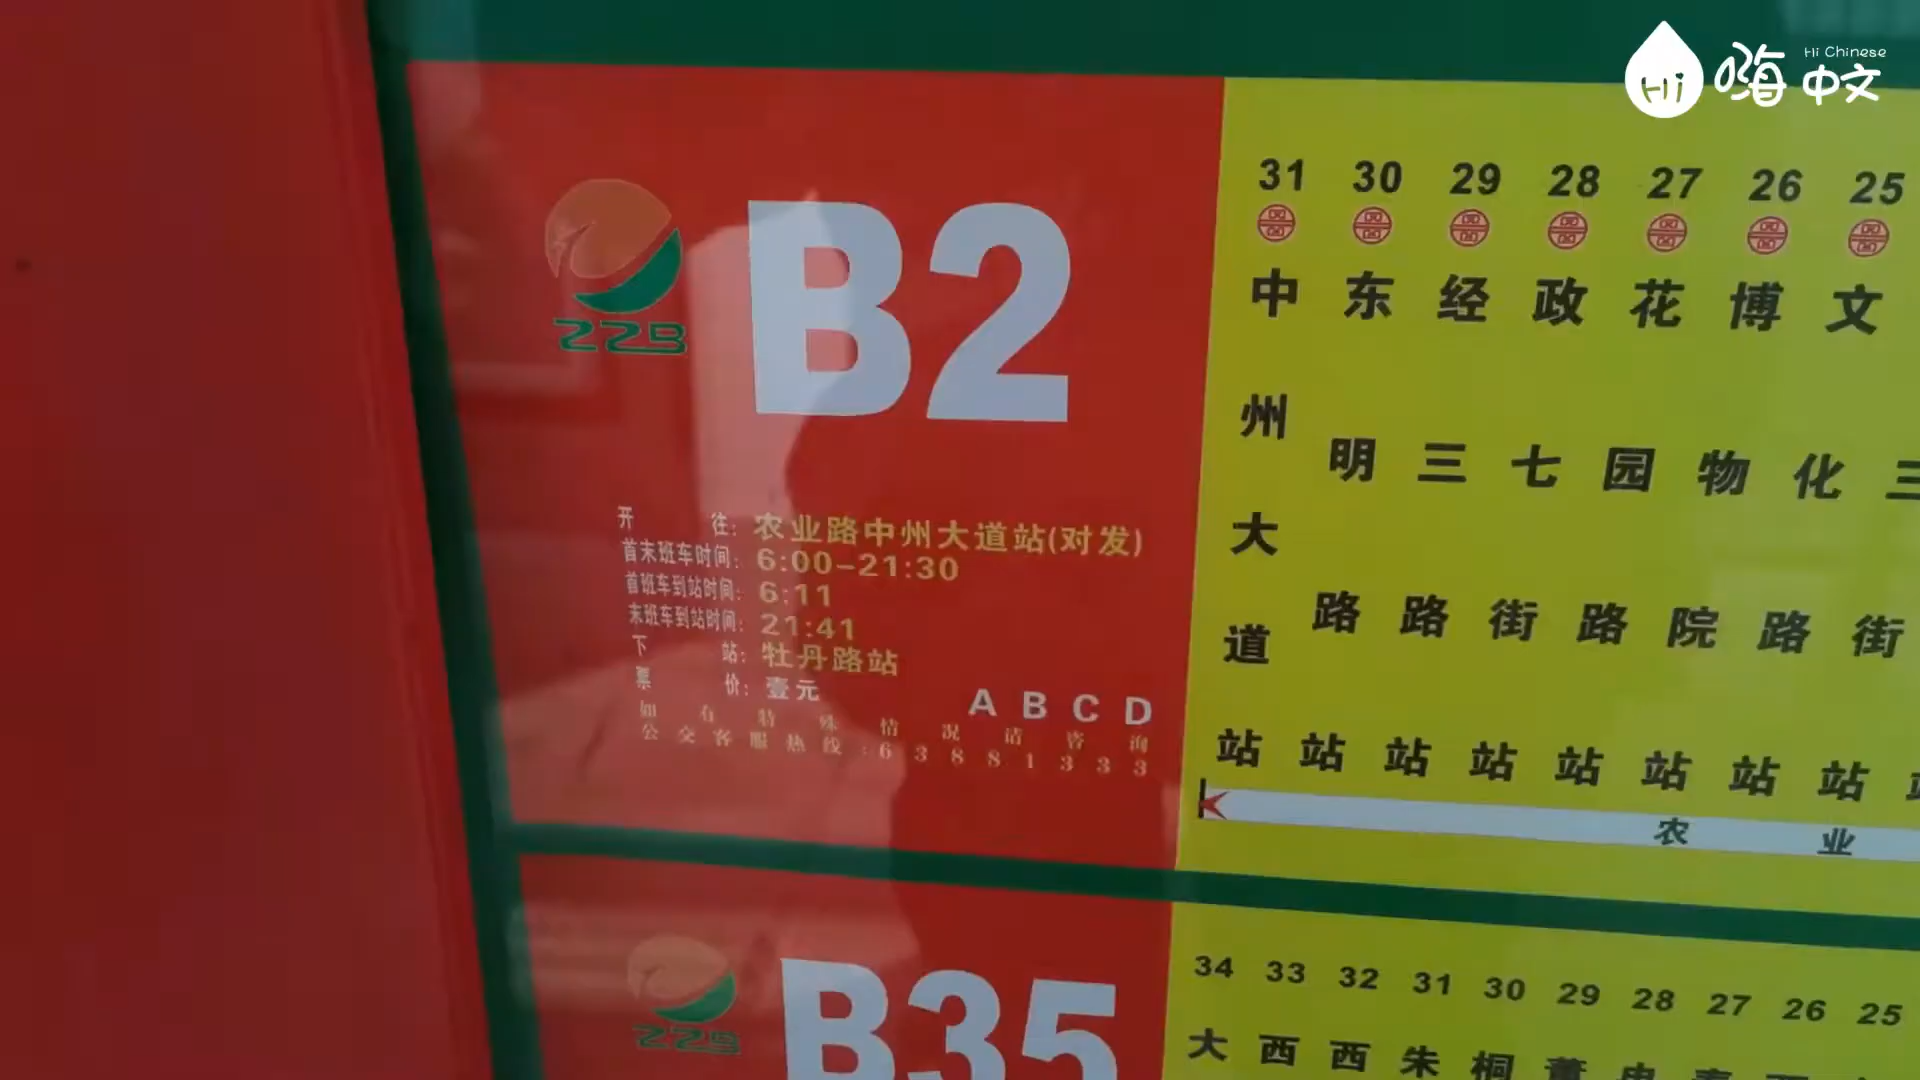 Hi 嗨中文 Hi Chinese
ZZB
B2
开往：农业路中州大道站(对发)
首末班车时间：6:00-21:30
首班车到站时间：6:11
末班车到站时间：21:41
下站：牡丹路站
票价：壹元
A B C D
如有特殊情况请咨询
公交客服热线：63881333
31 30 29 28 27 26 25
中州大道站
东明路站
经三路站
政七街站
花园路站
博物院站
文化路站
农业
ZZB
B35
34 33 32 31 30 29 28 27 26 25
大 西 西 朱 桐